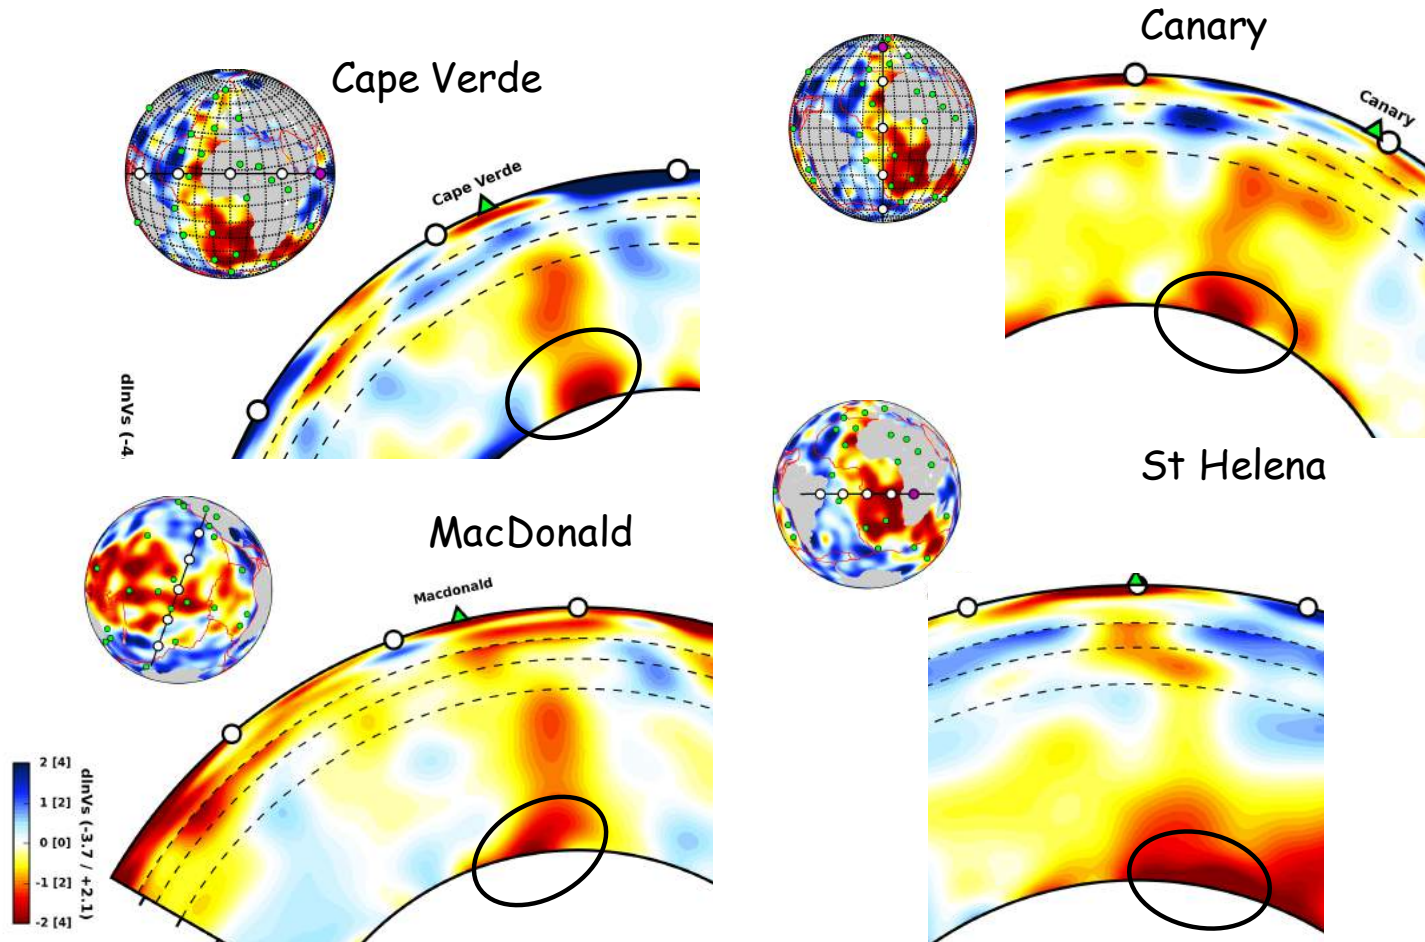 Canary
Cape Verde
Canary
Cape Verde
dlnVs (-4
St Helena
MacDonald
Macdonald
2 [4]
1 [2]
0 [0]
-1 [2]
-2 [4]
dlnVs (-3.7 / +2.1)